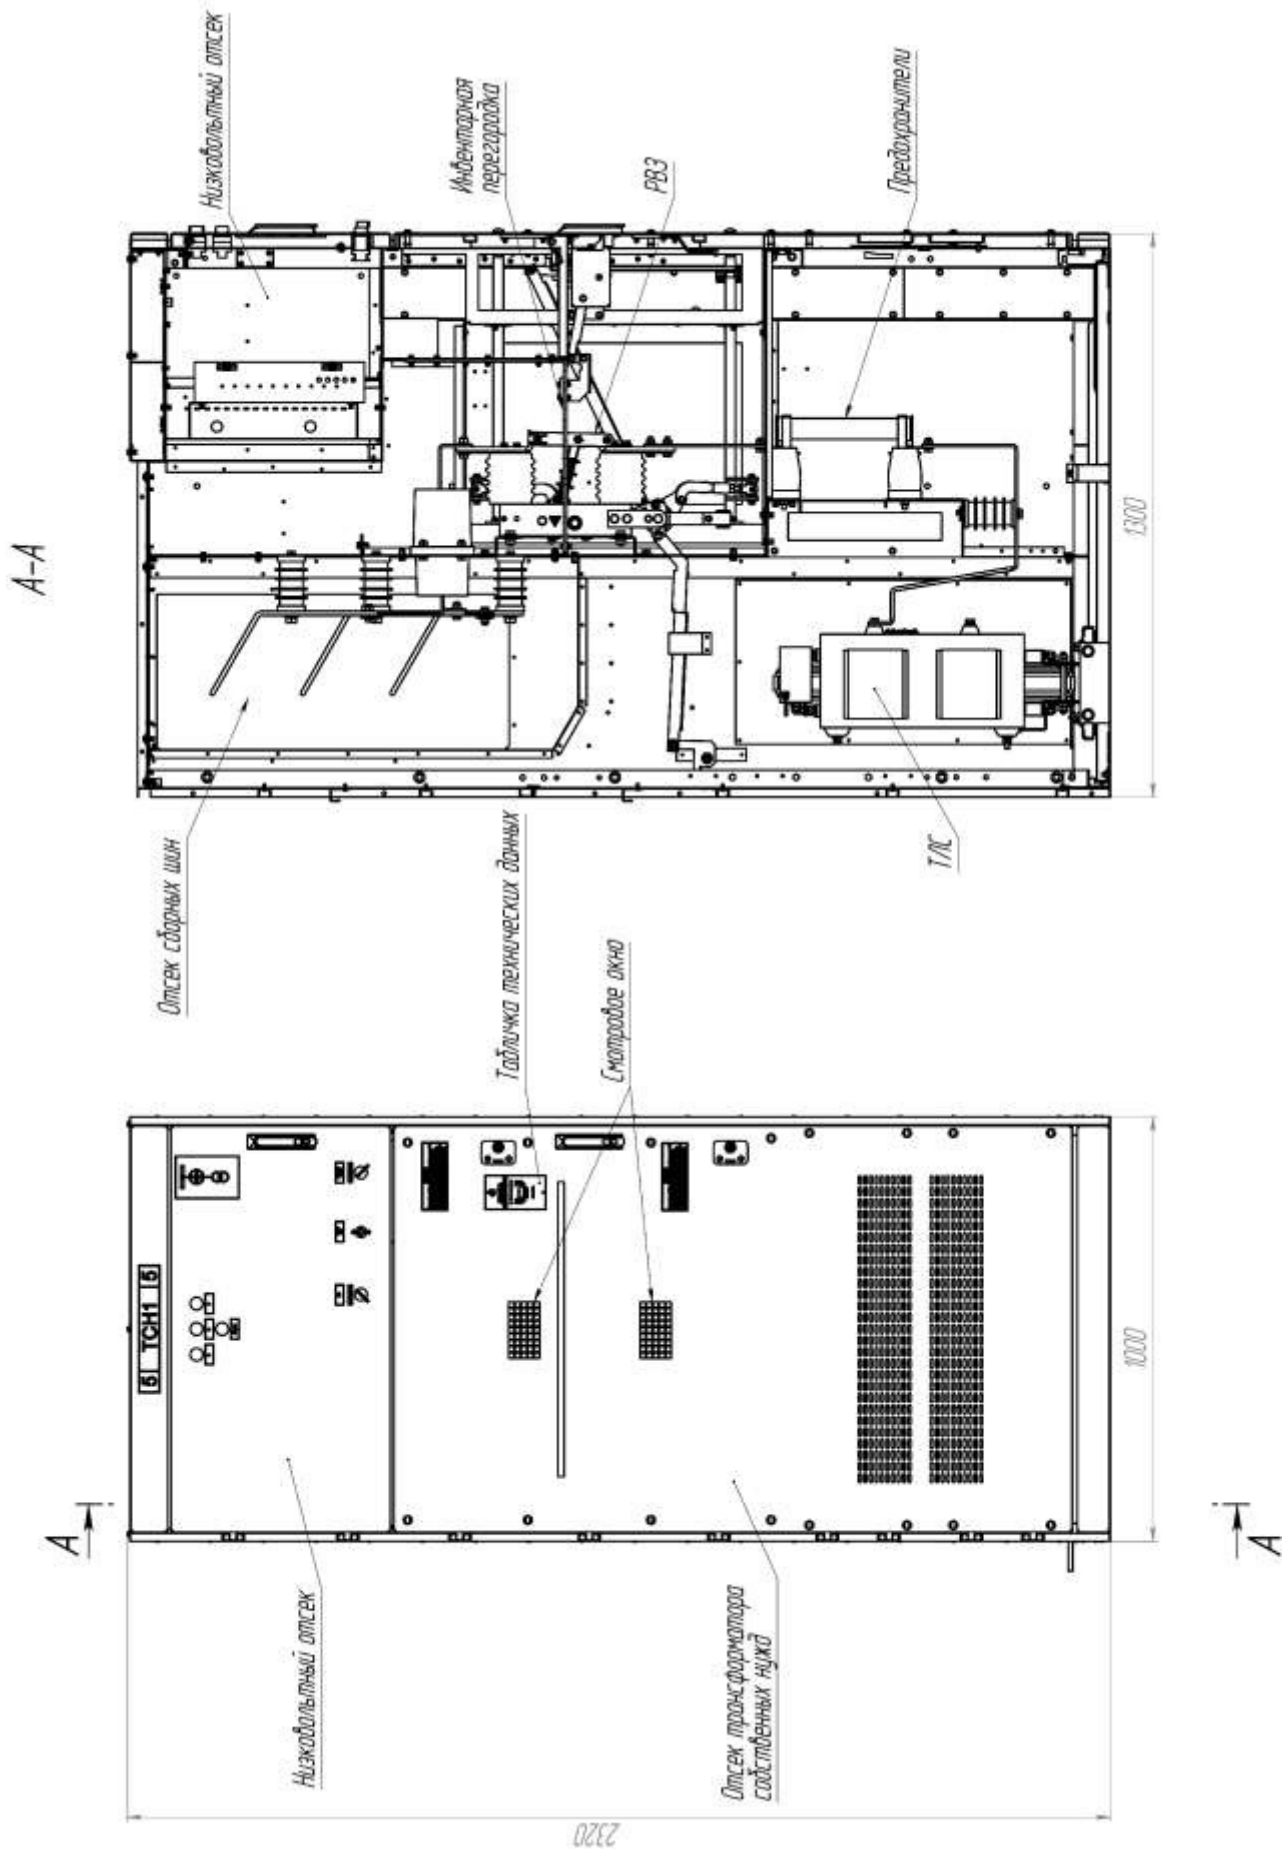 А-А
Низковольтный отсек
Инвенторная
перегородка
РВЗ
Предохранители
1300
Отсек сборных шин
Табличка технических данных
Смотровое окно
ТЛС
5 ТСН1 5
1000
А
А
Низковольтный отсек
Отсек трансформатора
собственных нужд
2320